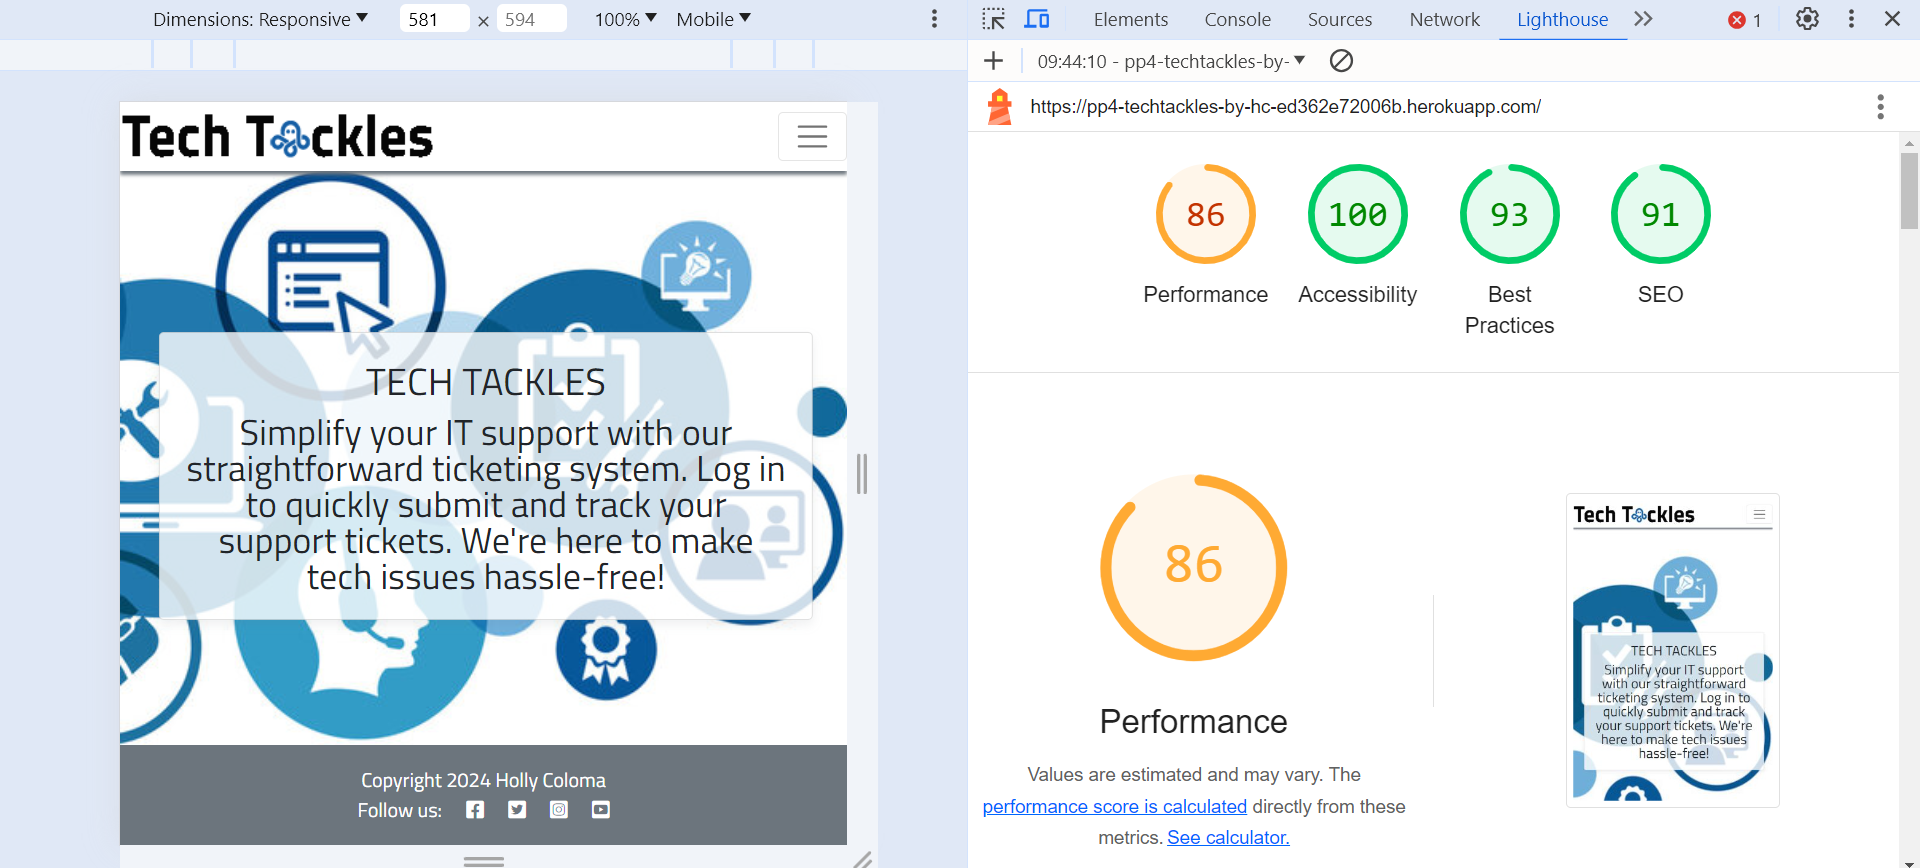 Dimensions: Responsive 581 × 594 100% Mobile
Elements Console Sources Network Lighthouse 1
09:44:10 - pp4-techtackles-by-
https://pp4-techtackles-by-hc-ed362e72006b.herokuapp.com/
Tech Tackles
TECH TACKLES
Simplify your IT support with our
straightforward ticketing system. Log in
to quickly submit and track your
support tickets. We're here to make
tech issues hassle-free!
Copyright 2024 Holly Coloma
Follow us:
86 100 93 91
Performance Accessibility Best Practices SEO
86
Performance
Values are estimated and may vary. The
performance score is calculated directly from these
metrics. See calculator.
Tech Tackles
TECH TACKLES
Simplify your IT support
with our straightforward
ticketing system. Log in to
quickly submit and track
your support tickets. We're
here to make tech issues
hassle-free!